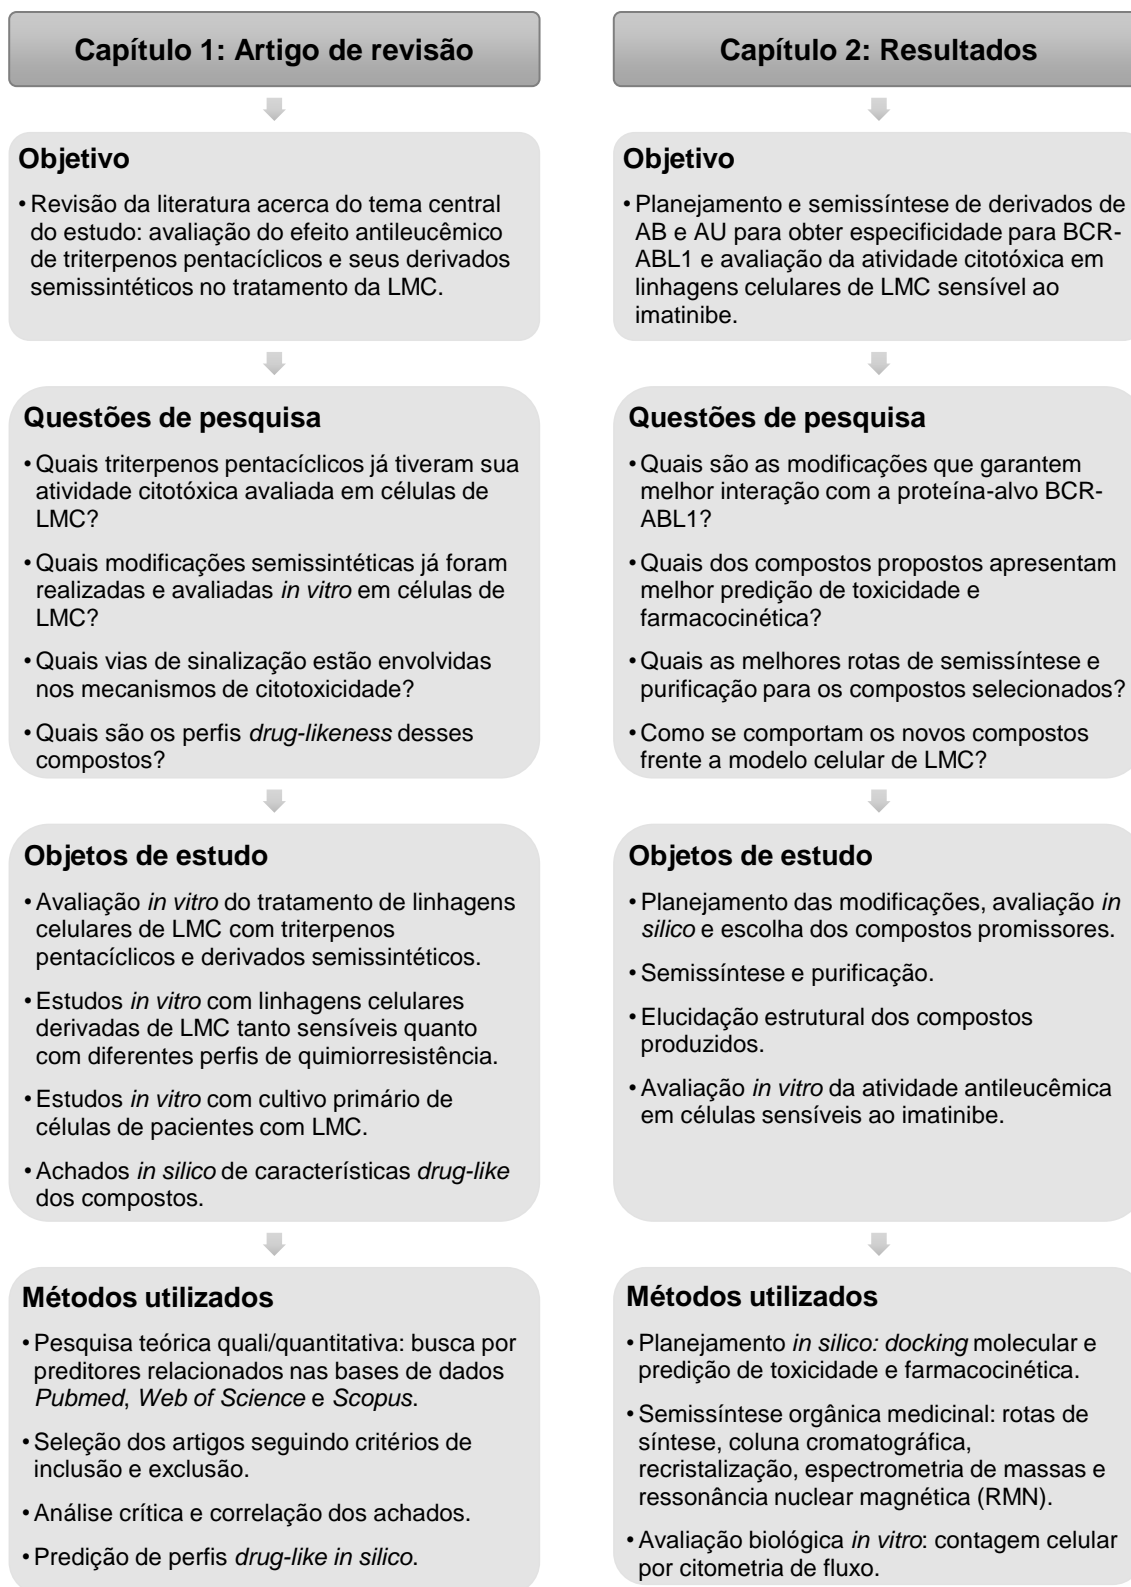 Capítulo 1: Artigo de revisão
Objetivo
• Revisão da literatura acerca do tema central
do estudo: avaliação do efeito antileucêmico
de triterpenos pentacíclicos e seus derivados
semissintéticos no tratamento da LMC.
Questões de pesquisa
• Quais triterpenos pentacíclicos já tiveram sua
atividade citotóxica avaliada em células de
LMC?
• Quais modificações semissintéticas já foram
realizadas e avaliadas in vitro em células de
LMC?
• Quais vias de sinalização estão envolvidas
nos mecanismos de citotoxicidade?
• Quais são os perfis drug-likeness desses
compostos?
Objetos de estudo
• Avaliação in vitro do tratamento de linhagens
celulares de LMC com triterpenos
pentacíclicos e derivados semissintéticos.
• Estudos in vitro com linhagens celulares
derivadas de LMC tanto sensíveis quanto
com diferentes perfis de quimiorresistência.
• Estudos in vitro com cultivo primário de
células de pacientes com LMC.
• Achados in silico de características drug-like
dos compostos.
Métodos utilizados
• Pesquisa teórica quali/quantitativa: busca por
preditores relacionados nas bases de dados
Pubmed, Web of Science e Scopus.
• Seleção dos artigos seguindo critérios de
inclusão e exclusão.
• Análise crítica e correlação dos achados.
• Predição de perfis drug-like in silico.
Capítulo 2: Resultados
Objetivo
• Planejamento e semissíntese de derivados de
AB e AU para obter especificidade para BCR-
ABL1 e avaliação da atividade citotóxica em
linhagens celulares de LMC sensível ao
imatinibe.
Questões de pesquisa
• Quais são as modificações que garantem
melhor interação com a proteína-alvo BCR-
ABL1?
• Quais dos compostos propostos apresentam
melhor predição de toxicidade e
farmacocinética?
• Quais as melhores rotas de semissíntese e
purificação para os compostos selecionados?
• Como se comportam os novos compostos
frente a modelo celular de LMC?
Objetos de estudo
• Planejamento das modificações, avaliação in
silico e escolha dos compostos promissores.
• Semissíntese e purificação.
• Elucidação estrutural dos compostos
produzidos.
• Avaliação in vitro da atividade antileucêmica
em células sensíveis ao imatinibe.
Métodos utilizados
• Planejamento in silico: docking molecular e
predição de toxicidade e farmacocinética.
• Semissíntese orgânica medicinal: rotas de
síntese, coluna cromatográfica,
recristalização, espectrometria de massas e
ressonância nuclear magnética (RMN).
• Avaliação biológica in vitro: contagem celular
por citometria de fluxo.